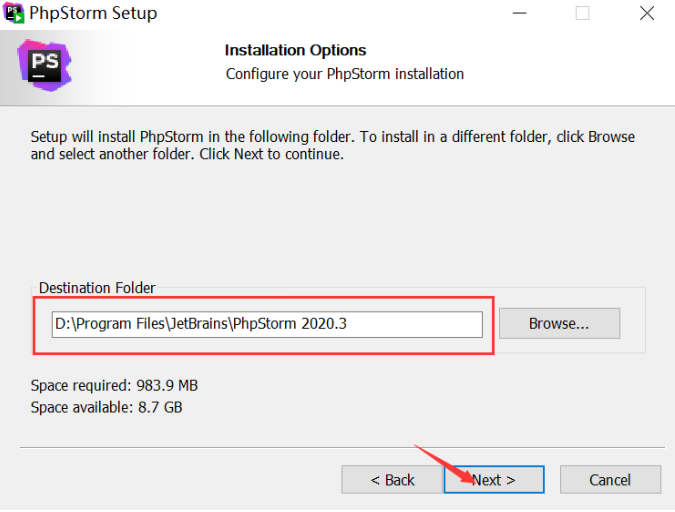 PS
PhpStorm Setup
PS
Installation Options
Configure your PhpStorm installation
Setup will install PhpStorm in the following folder. To install in a different folder, click Browse
and select another folder. Click Next to continue.
Destination Folder
D:\Program Files\JetBrains\PhpStorm 2020.3
Browse...
Space required: 983.9 MB
Space available: 8.7 GB
< Back
Next >
Cancel